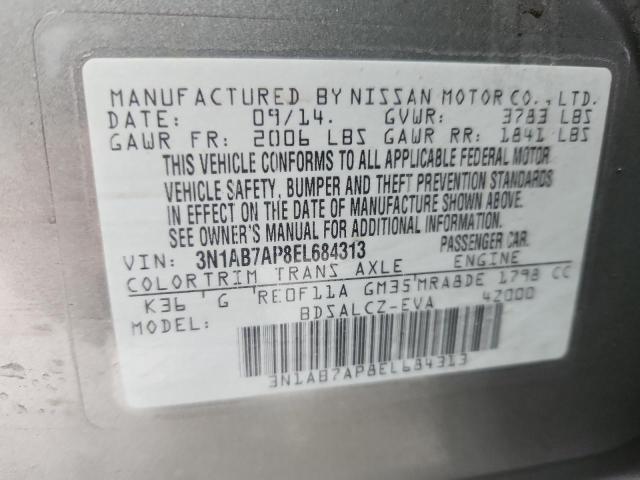 MANUFACTURED BY NISSAN MOTOR CO., LTD.
DATE: 09/14. GVWR: 3783 LBS
GAWR FR: 2006 LBS GAWR RR: 1841 LBS
THIS VEHICLE CONFORMS TO ALL APPLICABLE FEDERAL MOTOR
VEHICLE SAFETY, BUMPER AND THEFT PREVENTION STANDARDS
IN EFFECT ON THE DATE OF MANUFACTURE SHOWN ABOVE.
SEE OWNER'S MANUAL FOR ADDITIONAL INFORMATION.
VIN: 3N1AB7AP8EL684313 PASSENGER CAR.
COLOR TRIM TRANS AXLE ENGINE
K36 G RE0F11A GM35 MRA8DE 1798 CC
MODEL: BDSALCZ-EVA 42000
3N1AB7AP8EL684313